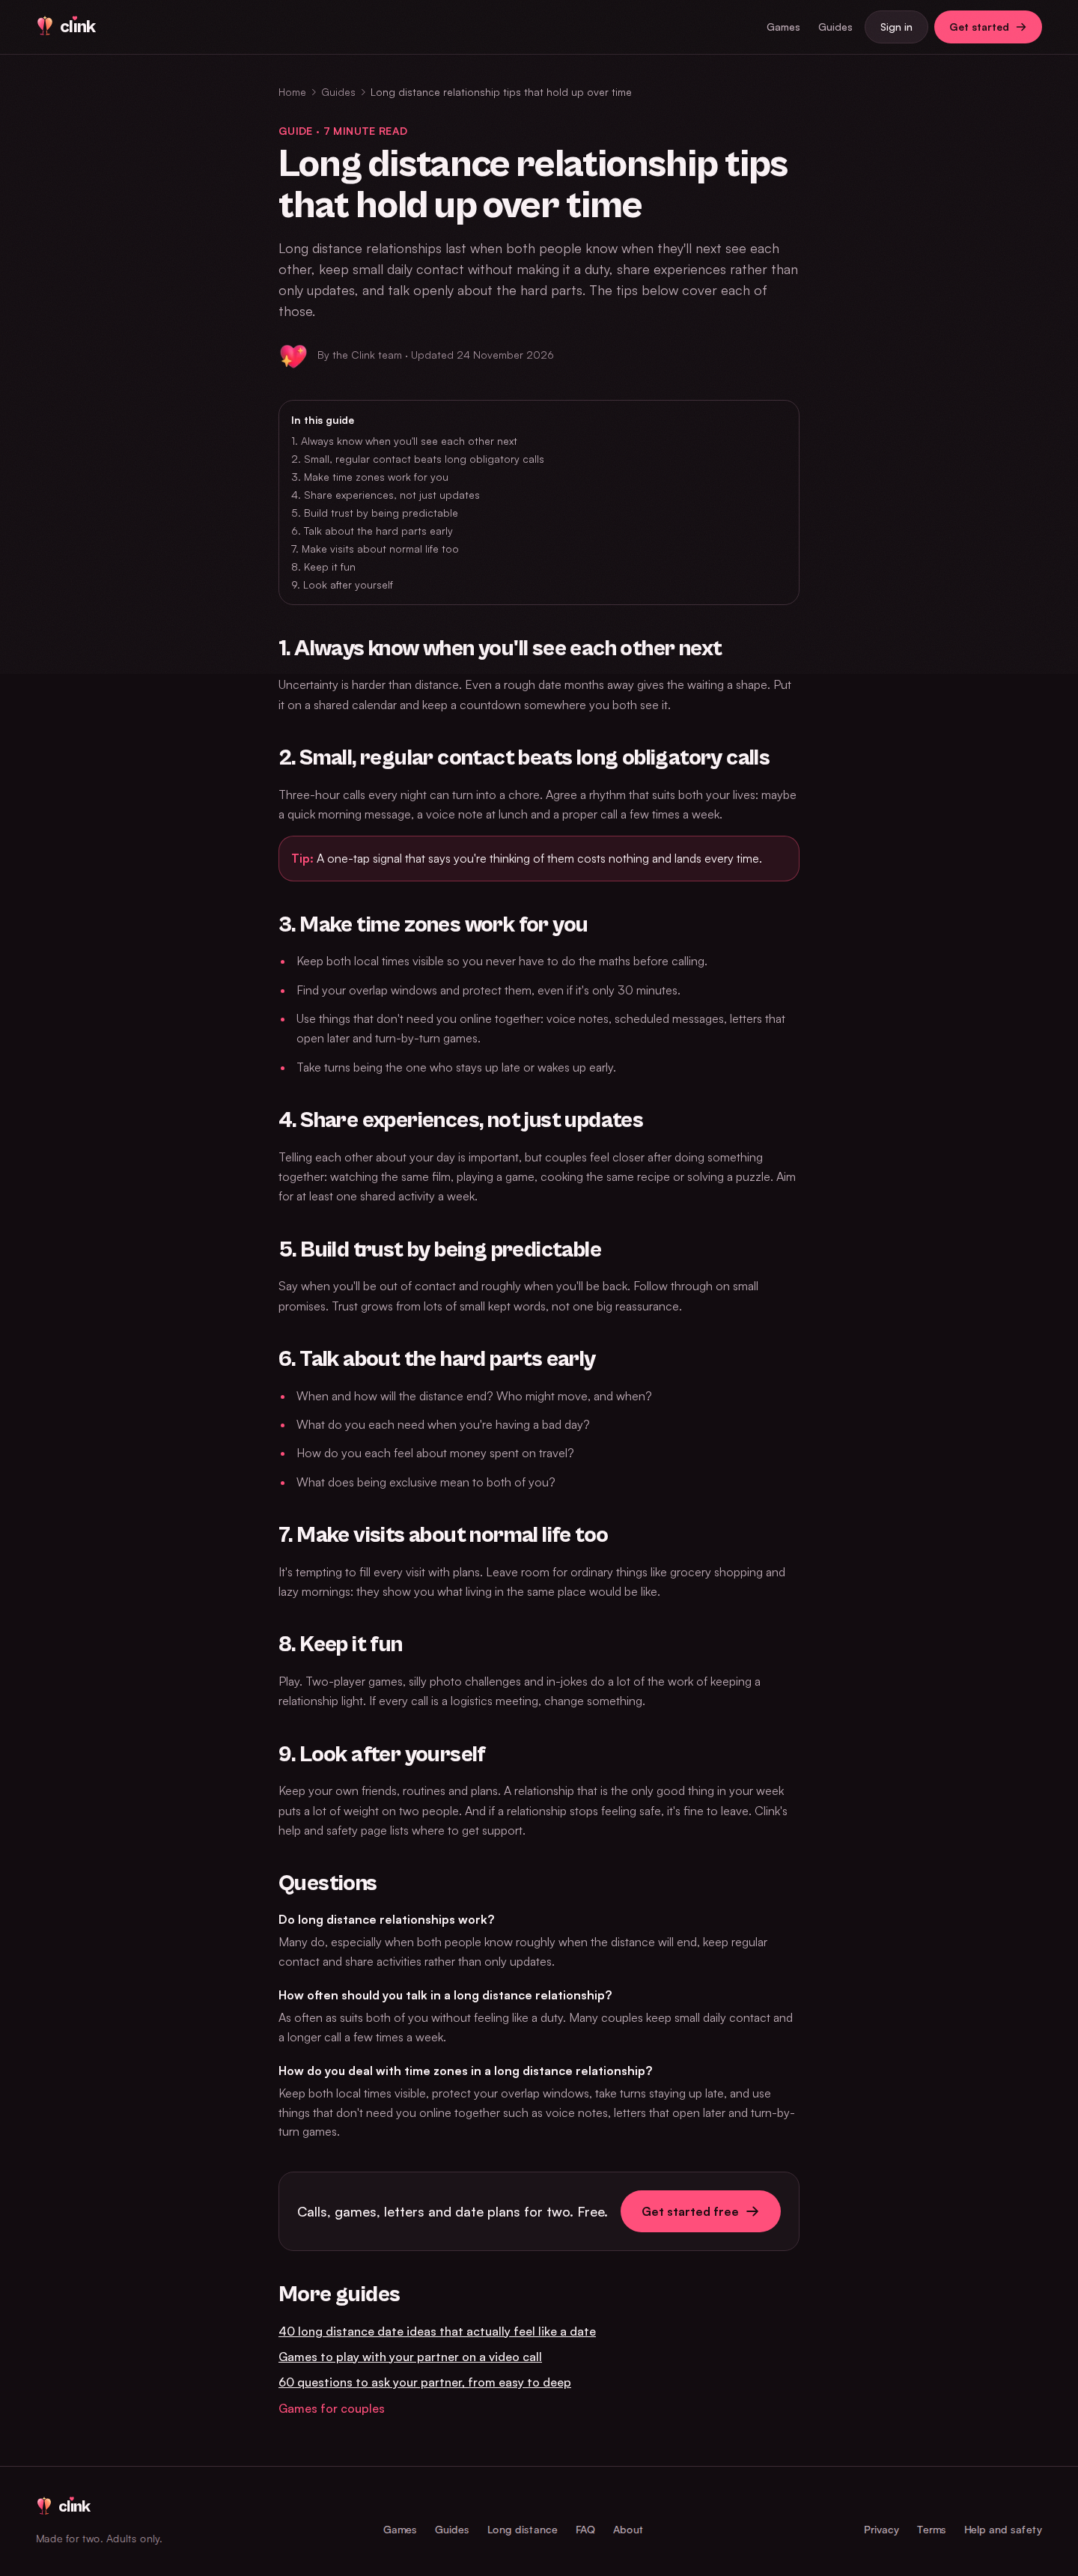 clink
Games
Guides
Sign in
Get started
Home
Guides
Long distance relationship tips that hold up over time
GUIDE · 7 MINUTE READ
Long distance relationship tips
that hold up over time
Long distance relationships last when both people know when they'll next see each
other, keep small daily contact without making it a duty, share experiences rather than
only updates, and talk openly about the hard parts. The tips below cover each of
those.
By the Clink team · Updated 24 November 2026
In this guide
1. Always know when you'll see each other next
2. Small, regular contact beats long obligatory calls
3. Make time zones work for you
4. Share experiences, not just updates
5. Build trust by being predictable
6. Talk about the hard parts early
7. Make visits about normal life too
8. Keep it fun
9. Look after yourself
1. Always know when you'll see each other next
Uncertainty is harder than distance. Even a rough date months away gives the waiting a shape. Put
it on a shared calendar and keep a countdown somewhere you both see it.
2. Small, regular contact beats long obligatory calls
Three-hour calls every night can turn into a chore. Agree a rhythm that suits both your lives: maybe
a quick morning message, a voice note at lunch and a proper call a few times a week.
Tip: A one-tap signal that says you're thinking of them costs nothing and lands every time.
3. Make time zones work for you
• Keep both local times visible so you never have to do the maths before calling.
• Find your overlap windows and protect them, even if it's only 30 minutes.
• Use things that don't need you online together: voice notes, scheduled messages, letters that
open later and turn-by-turn games.
• Take turns being the one who stays up late or wakes up early.
4. Share experiences, not just updates
Telling each other about your day is important, but couples feel closer after doing something
together: watching the same film, playing a game, cooking the same recipe or solving a puzzle. Aim
for at least one shared activity a week.
5. Build trust by being predictable
Say when you'll be out of contact and roughly when you'll be back. Follow through on small
promises. Trust grows from lots of small kept words, not one big reassurance.
6. Talk about the hard parts early
• When and how will the distance end? Who might move, and when?
• What do you each need when you're having a bad day?
• How do you each feel about money spent on travel?
• What does being exclusive mean to both of you?
7. Make visits about normal life too
It's tempting to fill every visit with plans. Leave room for ordinary things like grocery shopping and
lazy mornings: they show you what living in the same place would be like.
8. Keep it fun
Play. Two-player games, silly photo challenges and in-jokes do a lot of the work of keeping a
relationship light. If every call is a logistics meeting, change something.
9. Look after yourself
Keep your own friends, routines and plans. A relationship that is the only good thing in your week
puts a lot of weight on two people. And if a relationship stops feeling safe, it's fine to leave. Clink's
help and safety page lists where to get support.
Questions
Do long distance relationships work?
Many do, especially when both people know roughly when the distance will end, keep regular
contact and share activities rather than only updates.
How often should you talk in a long distance relationship?
As often as suits both of you without feeling like a duty. Many couples keep small daily contact and
a longer call a few times a week.
How do you deal with time zones in a long distance relationship?
Keep both local times visible, protect your overlap windows, take turns staying up late, and use
things that don't need you online together such as voice notes, letters that open later and turn-by-
turn games.
Calls, games, letters and date plans for two. Free.
Get started free
More guides
40 long distance date ideas that actually feel like a date
Games to play with your partner on a video call
60 questions to ask your partner, from easy to deep
Games for couples
clink
Made for two. Adults only.
Games
Guides
Long distance
FAQ
About
Privacy
Terms
Help and safety